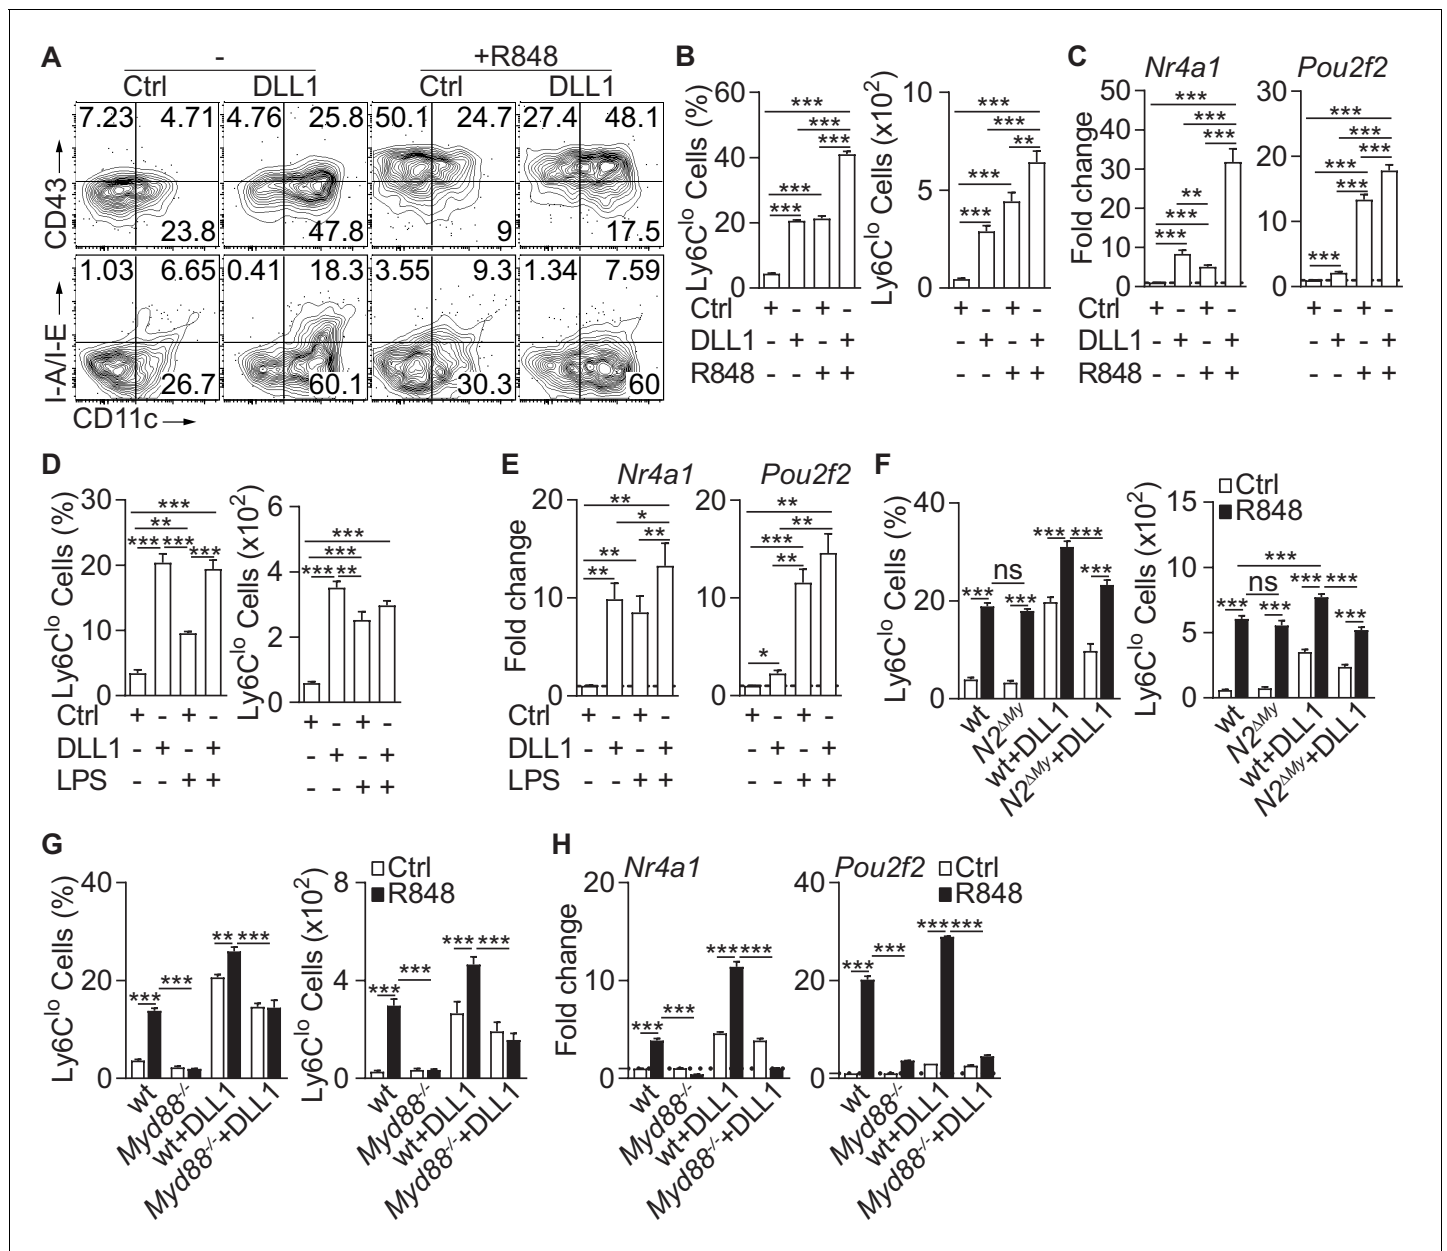 A
-
+R848
Ctrl
DLL1
Ctrl
DLL1
7.23
4.71
4.76
25.8
50.1
24.7
27.4
48.1
23.8
47.8
9
17.5
CD43
1.03
6.65
0.41
18.3
3.55
9.3
1.34
7.59
26.7
60.1
30.3
60
I-A/I-E
CD11c
B
Ly6Cˡᵒ Cells (%)
60
40
20
0
***
***
***
***
***
Ly6Cˡᵒ Cells (x10²)
10
5
0
***
***
**
***
***
Ctrl + - + - + - + -
DLL1 - + - + - + - +
R848 - - + + - - + +
C
Nr4a1
Pou2f2
Fold change
50
40
30
20
10
0
***
***
***
**
***
***
30
20
10
0
***
***
***
***
***
***
Ctrl + - + - + - + -
DLL1 - + - + - + - +
R848 - - + + - - + +
D
Ly6Cˡᵒ Cells (%)
30
20
10
0
***
**
***
***
***
Ly6Cˡᵒ Cells (x10²)
6
4
2
0
***
***
***
**
Ctrl + - + - + - + -
DLL1 - + - + - + - +
LPS - - + + - - + +
E
Nr4a1
Pou2f2
Fold change
20
10
0
**
*
**
**
**
20
10
0
**
**
***
**
*
Ctrl + - + - + - + -
DLL1 - + - + - + - +
LPS - - + + - - + +
F
Ctrl
R848
Ly6Cˡᵒ Cells (%)
40
20
0
***
ns
***
***
***
***
wt
N2ᐞᴹʸ
wt+DLL1
N2ᐞᴹʸ+DLL1
Ly6Cˡᵒ Cells (x10²)
15
10
5
0
***
***
ns
***
***
***
***
wt
N2ᐞᴹʸ
wt+DLL1
N2ᐞᴹʸ+DLL1
G
Ctrl
R848
Ly6Cˡᵒ Cells (%)
40
20
0
***
***
**
***
wt
Myd88⁻/⁻
wt+DLL1
Myd88⁻/⁻+DLL1
Ly6Cˡᵒ Cells (x10²)
8
4
0
***
***
***
***
wt
Myd88⁻/⁻
wt+DLL1
Myd88⁻/⁻+DLL1
H
Nr4a1
Pou2f2
Ctrl
R848
Fold change
20
10
0
***
***
***
***
wt
Myd88⁻/⁻
wt+DLL1
Myd88⁻/⁻+DLL1
40
20
0
***
***
***
***
wt
Myd88⁻/⁻
wt+DLL1
Myd88⁻/⁻+DLL1